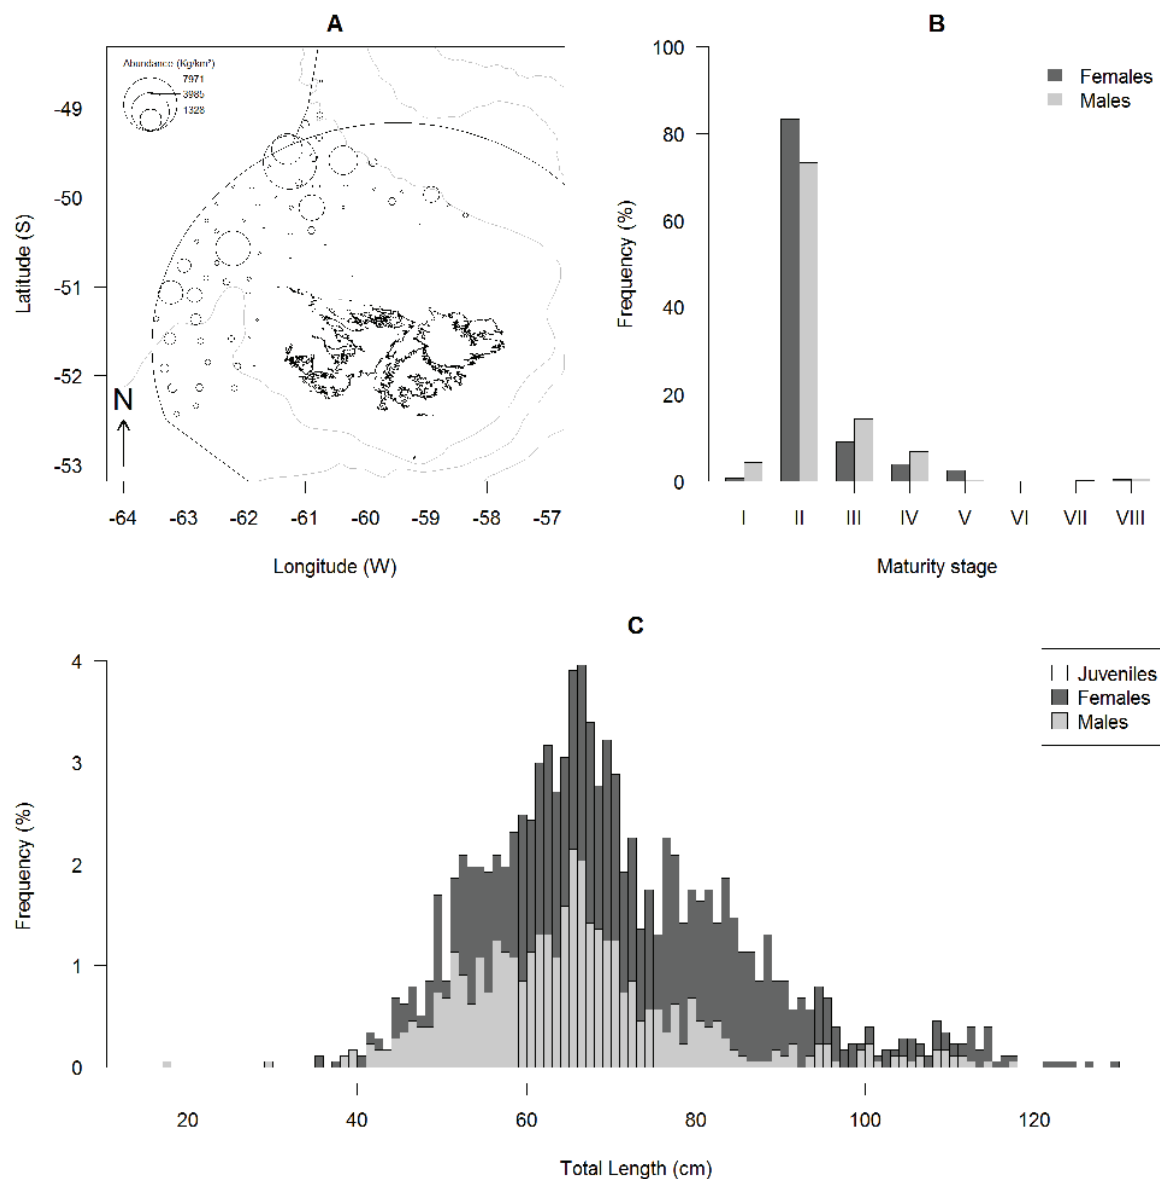 A
Abundance (Kg/km²)
7971
3985
1328
-49
-50
-51
-52
-53
Latitude (S)
N
-64 -63 -62 -61 -60 -59 -58 -57
Longitude (W)
B
100
80
60
40
20
0
Frequency (%)
Females
Males
I II III IV V VI VII VIII
Maturity stage
C
4
3
2
1
0
Frequency (%)
Juveniles
Females
Males
20 40 60 80 100 120
Total Length (cm)